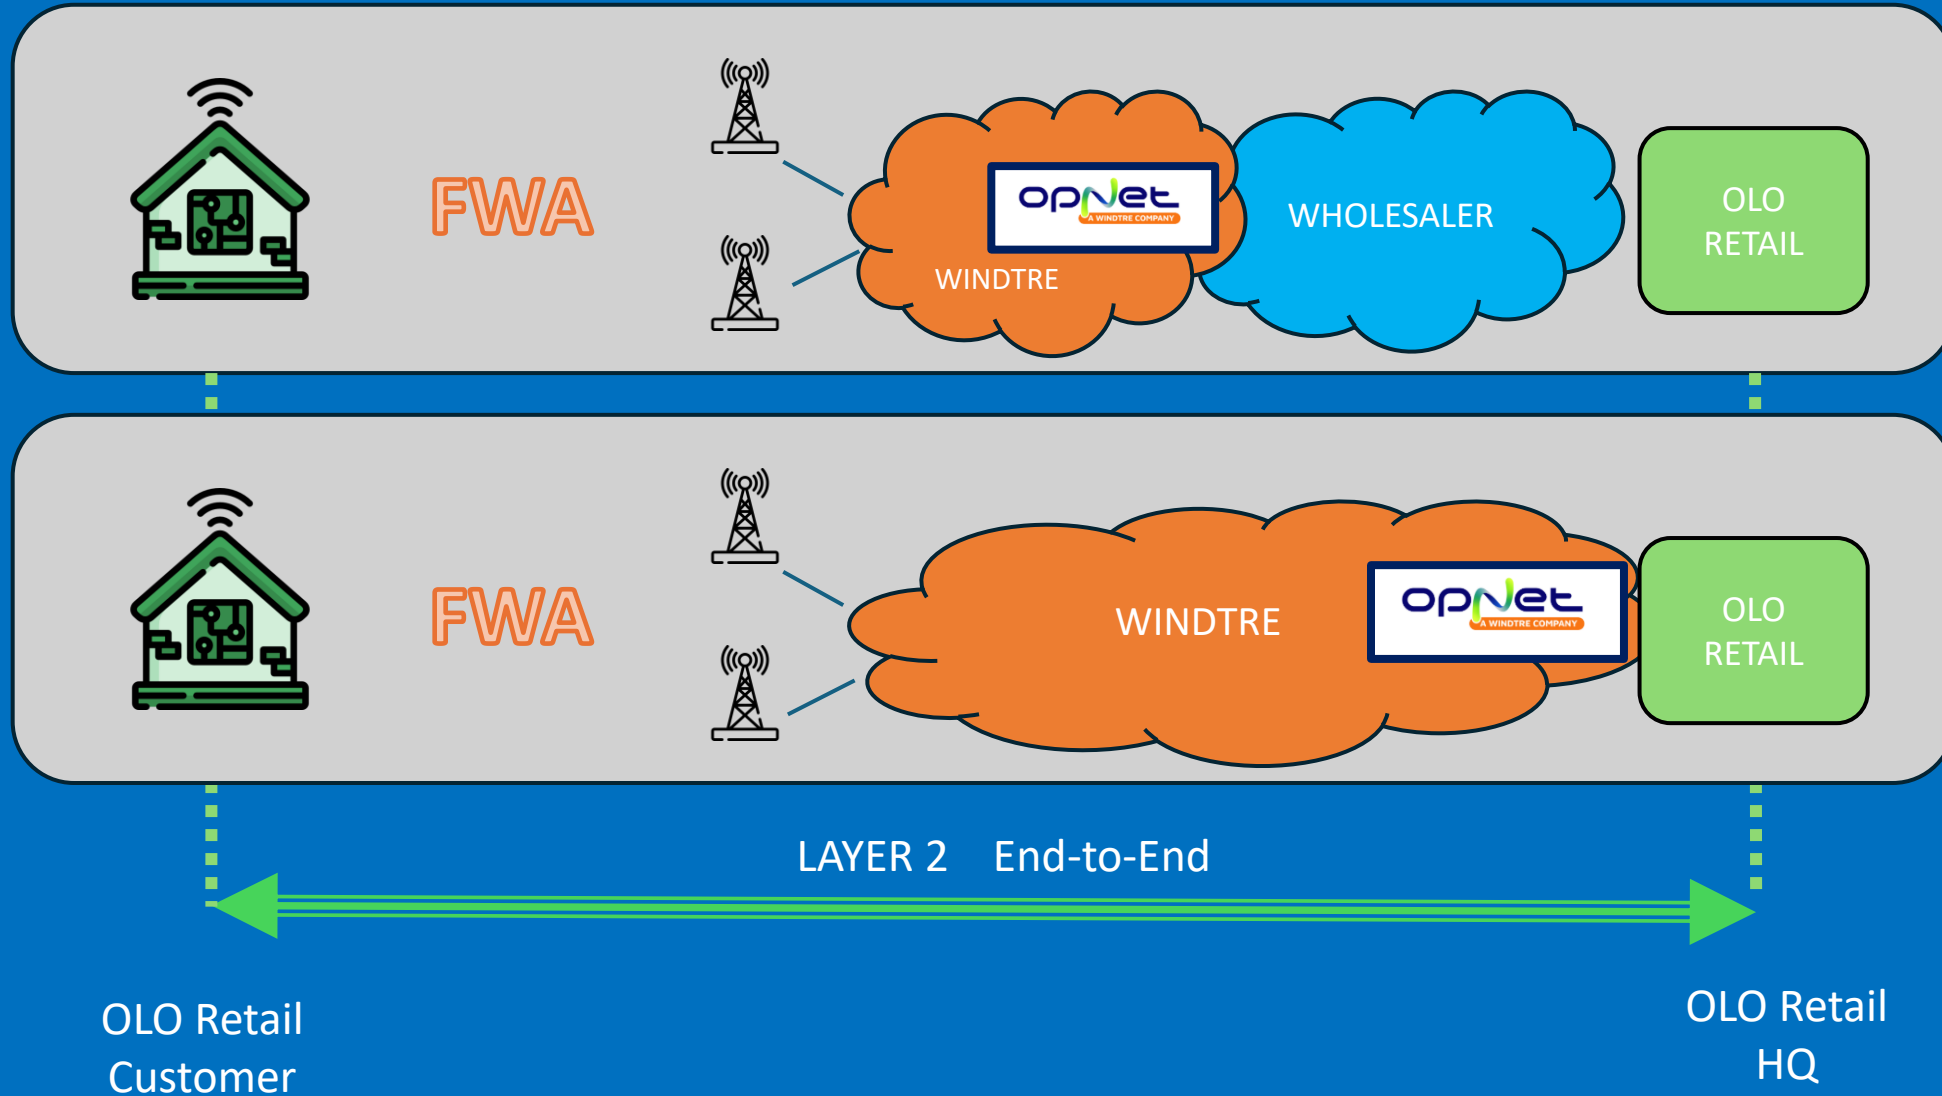 FWA
opNet
A WINDTRE COMPANY
WINDTRE
WHOLESALER
OLO
RETAIL
FWA
WINDTRE
opNet
A WINDTRE COMPANY
OLO
RETAIL
LAYER 2 End-to-End
OLO Retail
Customer
OLO Retail
HQ